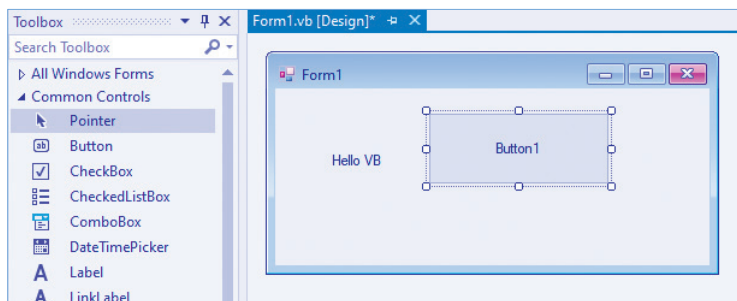 Toolbox
Search Toolbox
All Windows Forms
Common Controls
Pointer
ab Button
CheckBox
CheckedListBox
ComboBox
DateTimePicker
A Label
A LinkLabel
Form1.vb [Design]*
Form1
Hello VB
Button1